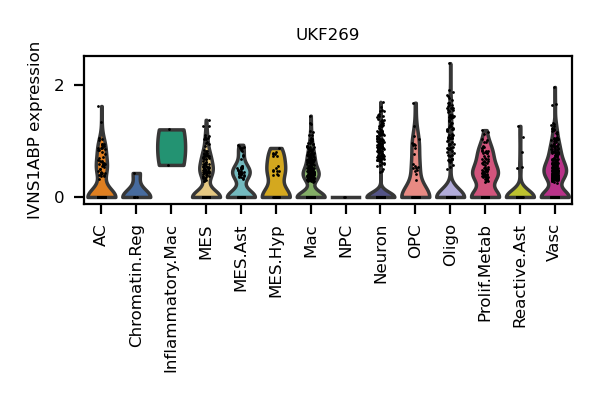 UKF269
IVNS1ABP expression
2
0
AC
Chromatin.Reg
Inflammatory.Mac
MES
MES.Ast
MES.Hyp
Mac
NPC
Neuron
OPC
Oligo
Prolif.Metab
Reactive.Ast
Vasc